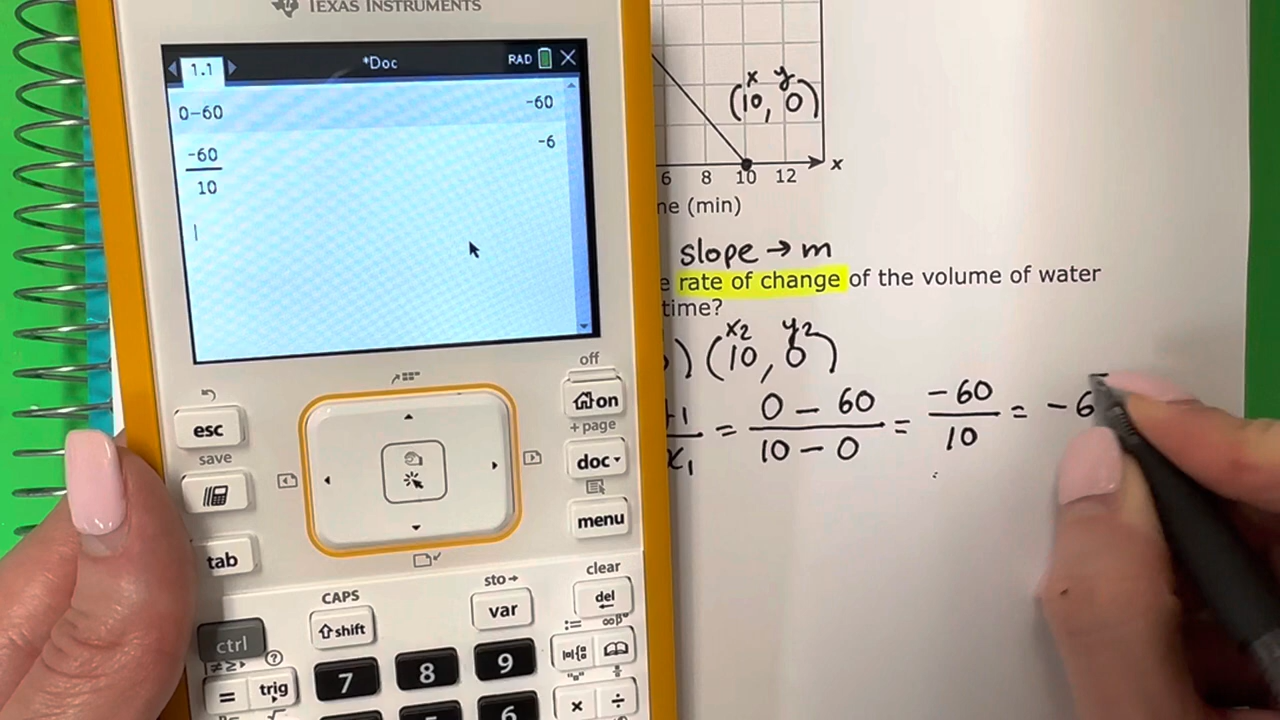 TEXAS INSTRUMENTS
1.1 *Doc RAD
0-60 -60
-60/10 -6
x y
(10, 0)
6 8 10 12 x
ne (min)
slope → m
e rate of change of the volume of water
time?
x2 y2
) (10, 0)
x1 = 0 - 60 / 10 - 0 = -60 / 10 = -6
off
esc
on
+ page
save
doc
menu
tab
clear
sto→
CAPS
var
del
ctrl
shift
= trig
7 8 9
× ÷
6